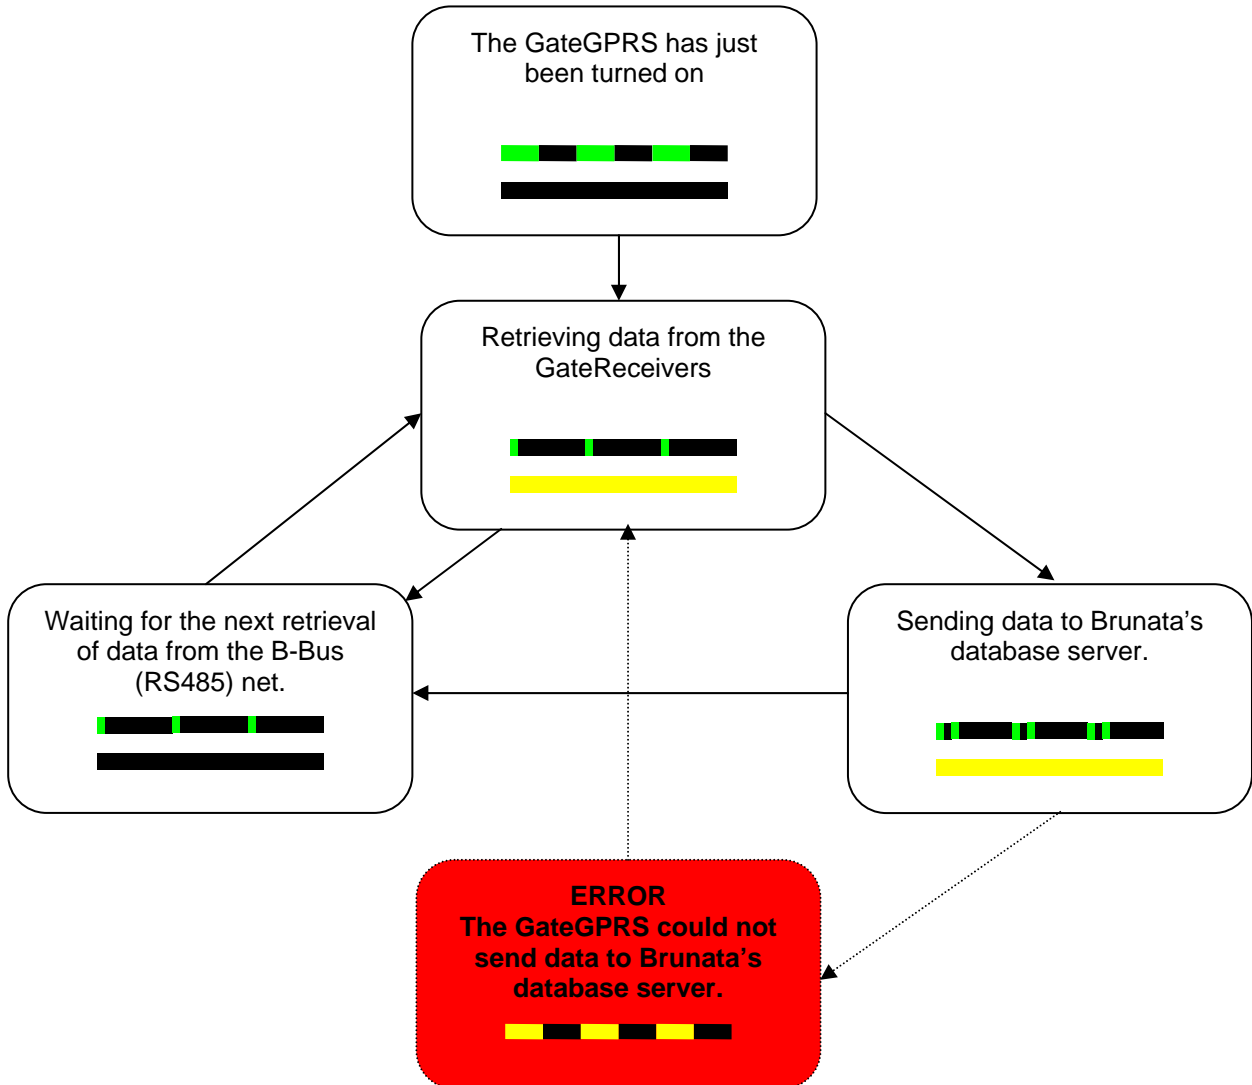 The GateGPRS has just
been turned on
Retrieving data from the
GateReceivers
Waiting for the next retrieval
of data from the B-Bus
(RS485) net.
Sending data to Brunata’s
database server.
ERROR
The GateGPRS could not
send data to Brunata’s
database server.